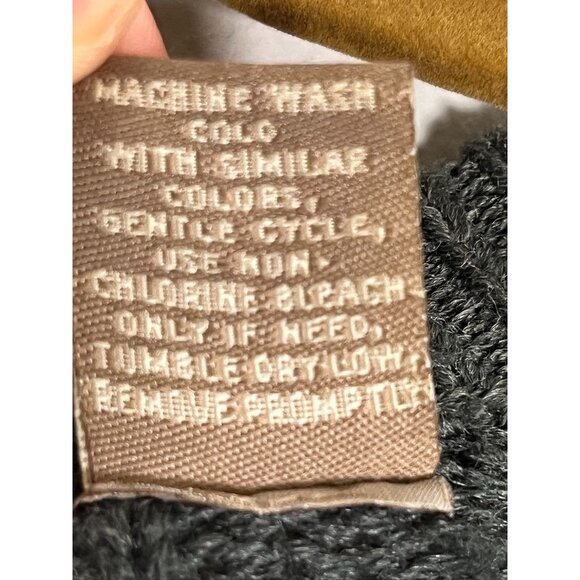 MACHINE WASH
COLD
WITH SIMILAR
COLORS,
GENTLE CYCLE,
USE NON-
CHLORINE BLEACH
ONLY IF NEED,
TUMBLE DRY LOW,
REMOVE PROMPTLY